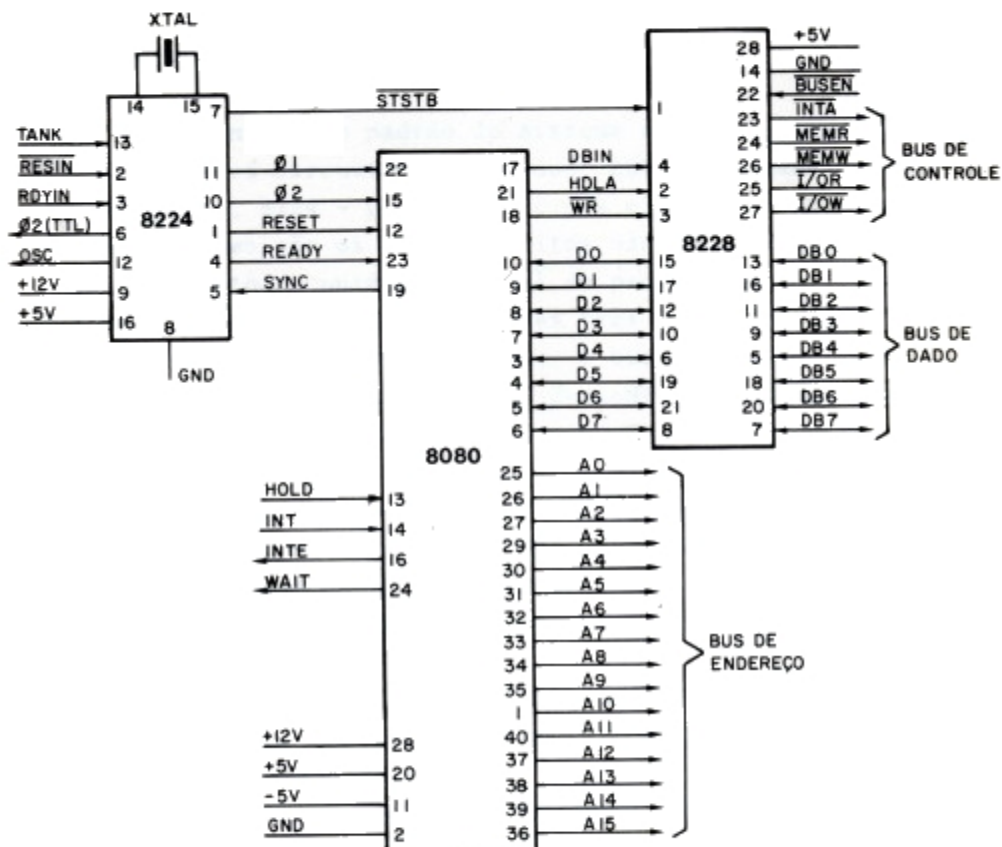 XTAL
14 15
7 STSTB 1
TANK 13
RESIN 2
RDYIN 3
Ø2(TTL) 6
OSC 12
+12V 9
+5V 16
8
GND
8224
11 Ø1 22
10 Ø2 15
1 RESET 12
4 READY 23
5 SYNC 19
8080
HOLD 13
INT 14
INTE 16
WAIT 24
+12V 28
+5V 20
-5V 11
GND 2
17 DBIN 4
21 HDLA 2
18 WR 3
10 D0 15
9 D1 17
8 D2 12
7 D3 10
3 D4 6
4 D5 19
5 D6 21
6 D7 8
8228
28 +5V
14 GND
22 BUSEN
23 INTA
24 MEMR
26 MEMW
25 I/OR
27 I/OW
BUS DE
CONTROLE
13 DB0
16 DB1
11 DB2
9 DB3
5 DB4
18 DB5
20 DB6
7 DB7
BUS DE
DADO
25 A0
26 A1
27 A2
29 A3
30 A4
31 A5
32 A6
33 A7
34 A8
35 A9
1 A10
40 A11
37 A12
38 A13
39 A14
36 A15
BUS DE
ENDEREÇO